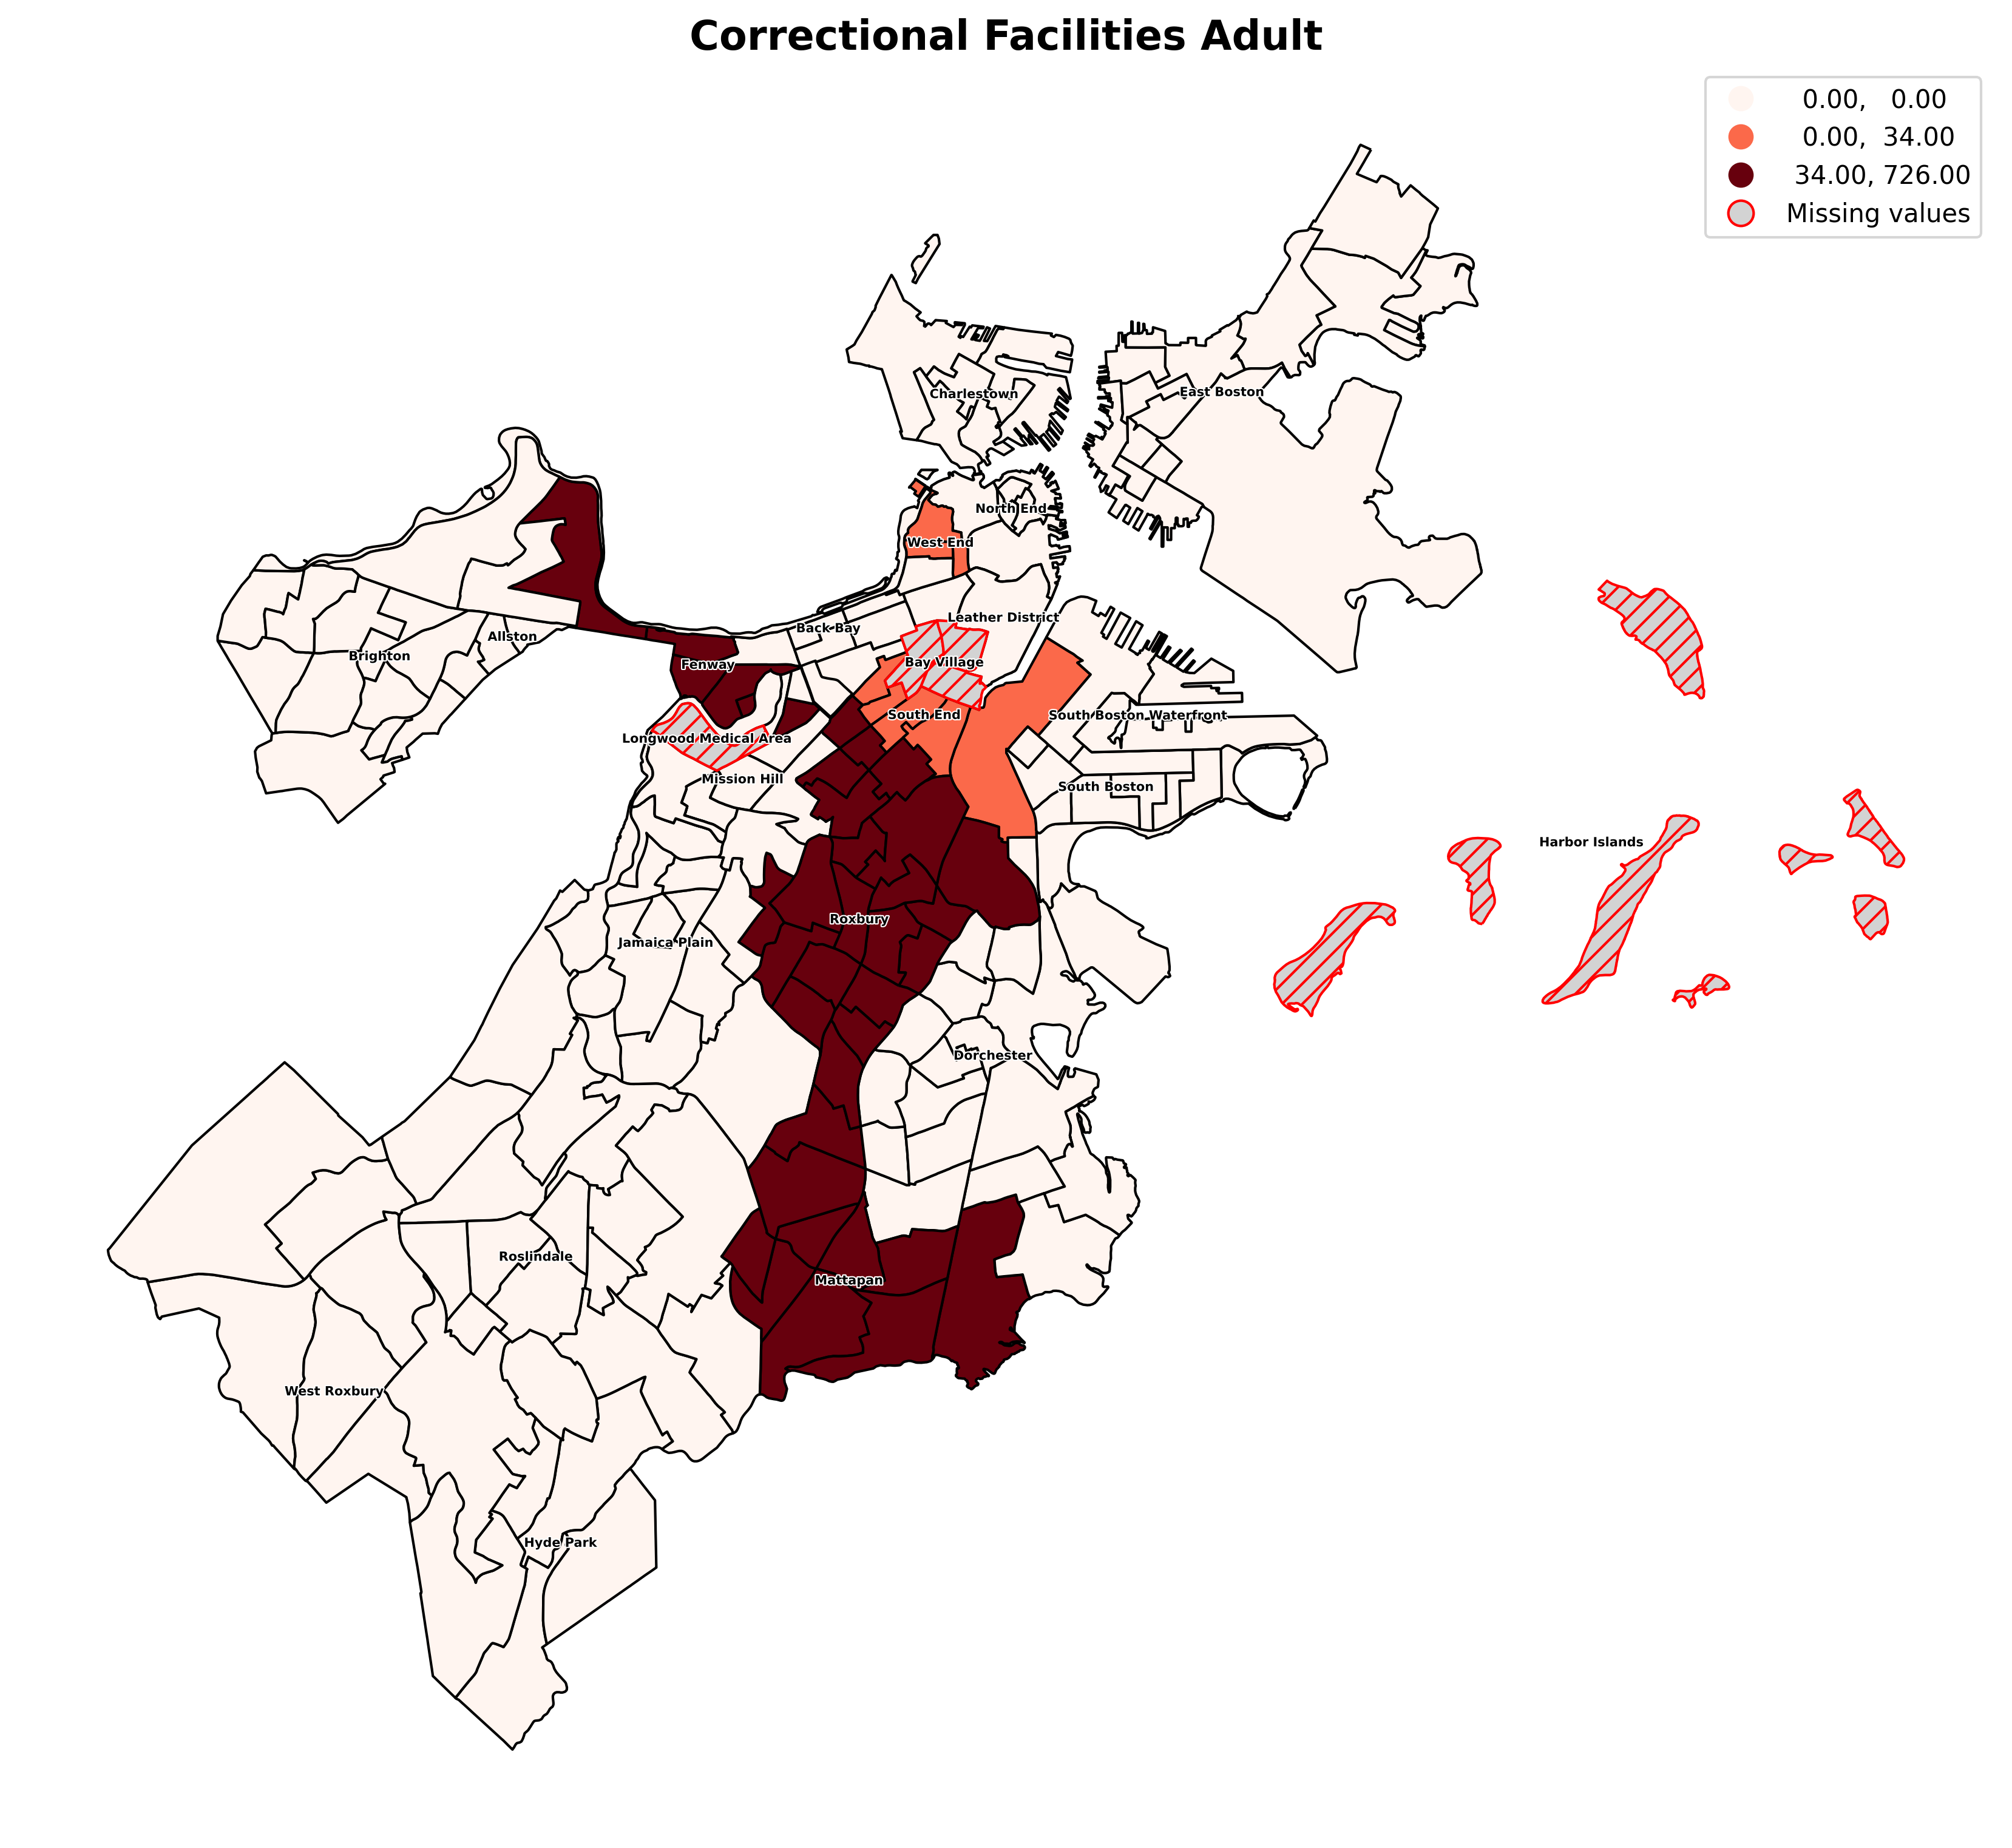 Correctional Facilities Adult
0.00, 0.00
0.00, 34.00
34.00, 726.00
Missing values
Charlestown
East Boston
North End
West End
Leather District
Back Bay
Allston
Brighton
Fenway
Bay Village
South End
South Boston Waterfront
Longwood Medical Area
Mission Hill
South Boston
Harbor Islands
Roxbury
Jamaica Plain
Dorchester
Roslindale
Mattapan
West Roxbury
Hyde Park